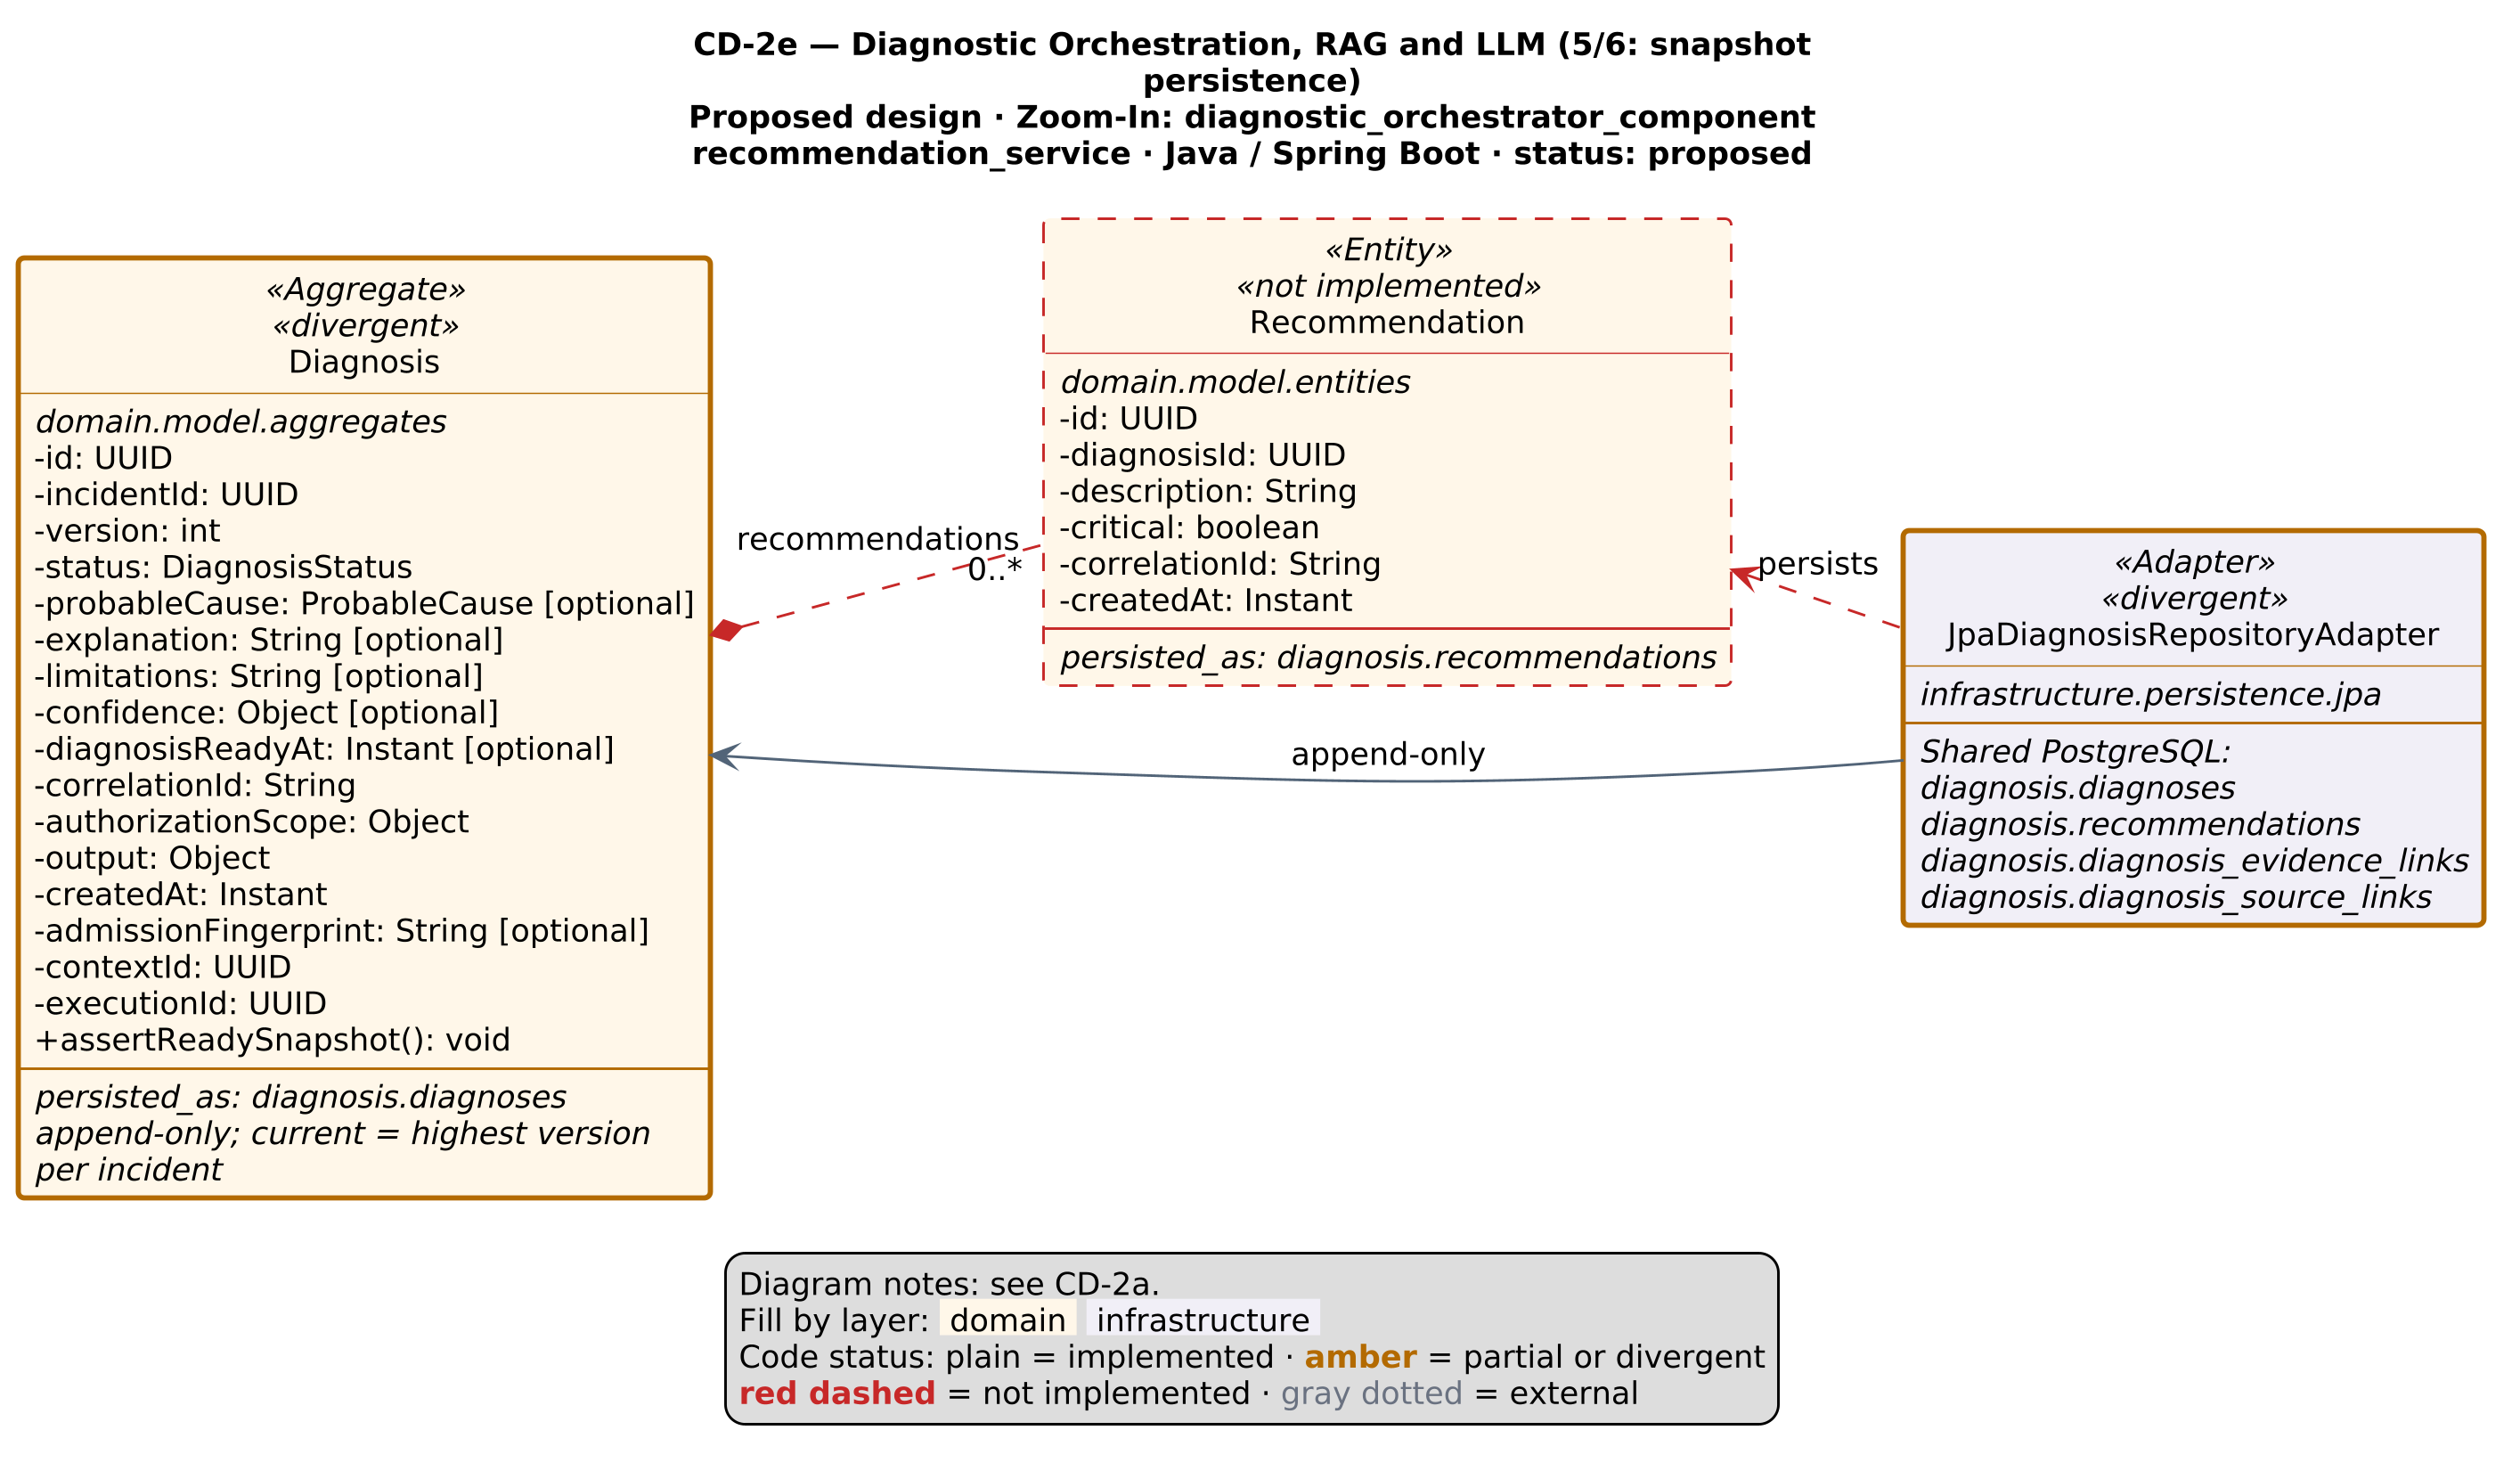 CD-2e — Diagnostic Orchestration, RAG and LLM (5/6: snapshot
persistence)
Proposed design · Zoom-In: diagnostic_orchestrator_component
recommendation_service · Java / Spring Boot · status: proposed
«Aggregate»
«divergent»
Diagnosis
domain.model.aggregates
-id: UUID
-incidentId: UUID
-version: int
-status: DiagnosisStatus
-probableCause: ProbableCause [optional]
-explanation: String [optional]
-limitations: String [optional]
-confidence: Object [optional]
-diagnosisReadyAt: Instant [optional]
-correlationId: String
-authorizationScope: Object
-output: Object
-createdAt: Instant
-admissionFingerprint: String [optional]
-contextId: UUID
-executionId: UUID
+assertReadySnapshot(): void
persisted_as: diagnosis.diagnoses
append-only; current = highest version
per incident
recommendations
0..*
«Entity»
«not implemented»
Recommendation
domain.model.entities
-id: UUID
-diagnosisId: UUID
-description: String
-critical: boolean
-correlationId: String
-createdAt: Instant
persisted_as: diagnosis.recommendations
persists
append-only
«Adapter»
«divergent»
JpaDiagnosisRepositoryAdapter
infrastructure.persistence.jpa
Shared PostgreSQL:
diagnosis.diagnoses
diagnosis.recommendations
diagnosis.diagnosis_evidence_links
diagnosis.diagnosis_source_links
Diagram notes: see CD-2a.
Fill by layer: domain infrastructure
Code status: plain = implemented · amber = partial or divergent
red dashed = not implemented · gray dotted = external